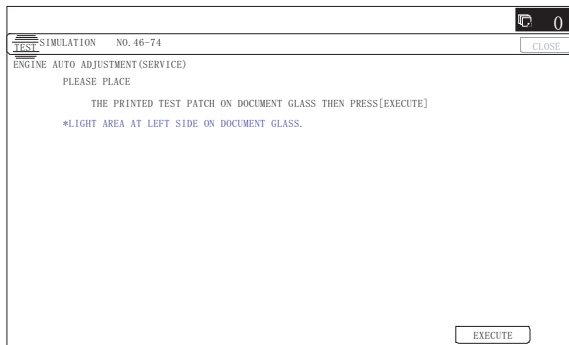 0
TEST SIMULATION NO.46-74
CLOSE
ENGINE AUTO ADJUSTMENT(SERVICE)
PLEASE PLACE
THE PRINTED TEST PATCH ON DOCUMENT GLASS THEN PRESS[EXECUTE]
*LIGHT AREA AT LEFT SIDE ON DOCUMENT GLASS.
EXECUTE